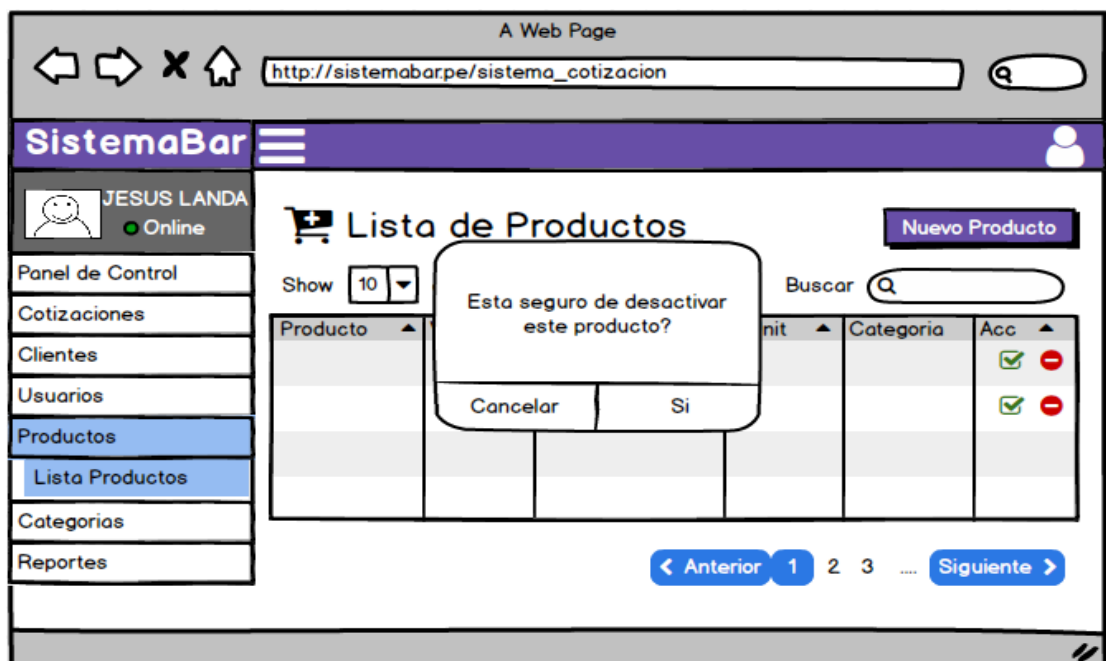 A Web Page
http://sistemabar.pe/sistema_cotizacion
SistemaBar
JESUS LANDA
Online
Panel de Control
Cotizaciones
Clientes
Usuarios
Productos
Lista Productos
Categorias
Reportes
Lista de Productos
Nuevo Producto
Show 10
Buscar
Producto nit Categoria Acc
Esta seguro de desactivar
este producto?
Cancelar Si
Anterior 1 2 3 .... Siguiente